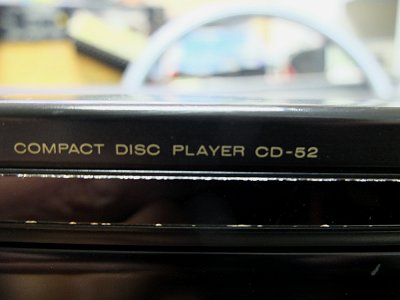 COMPACT DISC PLAYER CD-52